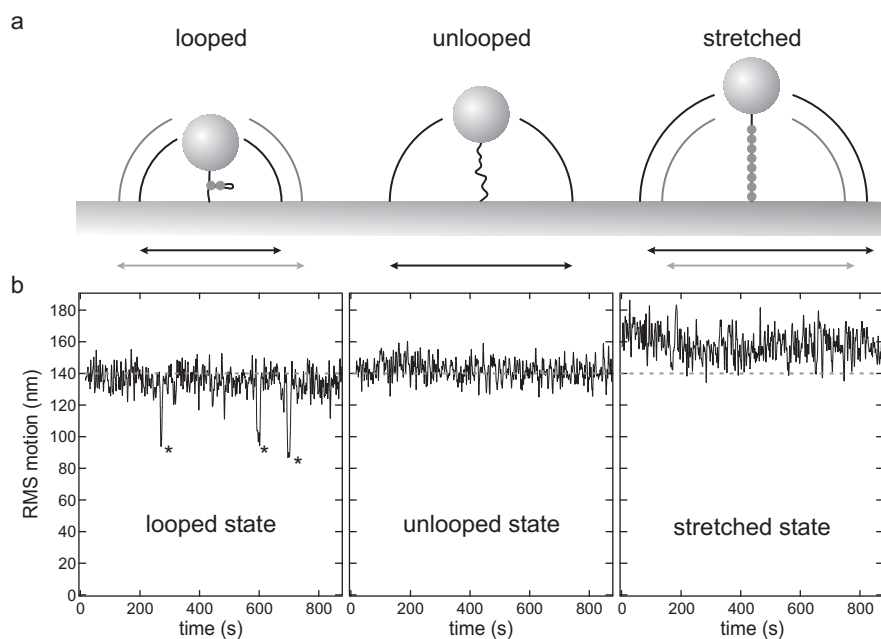 a
looped unlooped stretched
b
RMS motion (nm)
180
160
140
120
100
80
60
40
20
0
* * *
looped state unlooped state stretched state
0 200 400 600 800 0 200 400 600 800 0 200 400 600 800
time (s) time (s) time (s)